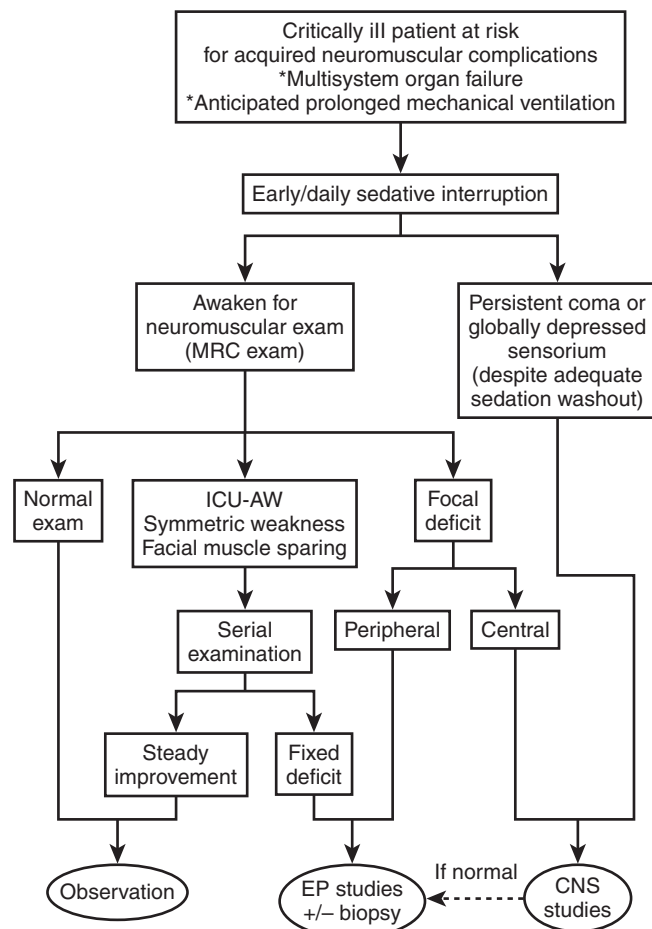 Critically ill patient at risk
for acquired neuromuscular complications
*Multisystem organ failure
*Anticipated prolonged mechanical ventilation
Early/daily sedative interruption
Awaken for
neuromuscular exam
(MRC exam)
Persistent coma or
globally depressed
sensorium
(despite adequate
sedation washout)
Normal
exam
ICU-AW
Symmetric weakness
Facial muscle sparing
Focal
deficit
Serial
examination
Peripheral
Central
Steady
improvement
Fixed
deficit
Observation
EP studies
+/– biopsy
If normal
CNS
studies